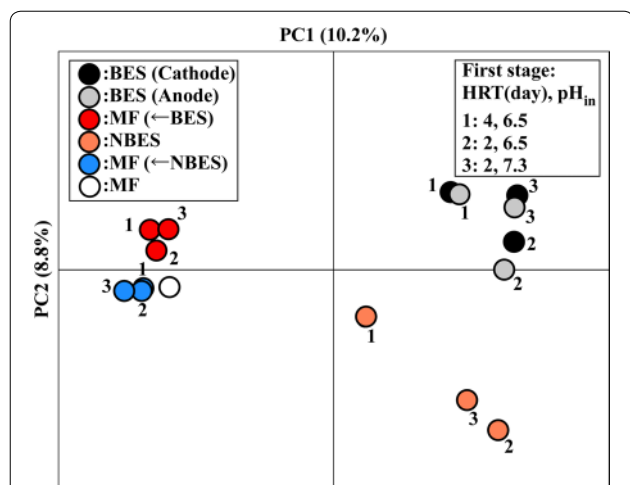 PC1 (10.2%)
PC2 (8.8%)
:BES (Cathode)
:BES (Anode)
:MF (←BES)
:NBES
:MF (←NBES)
:MF
First stage:
HRT(day), pHin
1: 4, 6.5
2: 2, 6.5
3: 2, 7.3
1
3
1
3
2
2
1
3
2
1
3
2
1
3
2